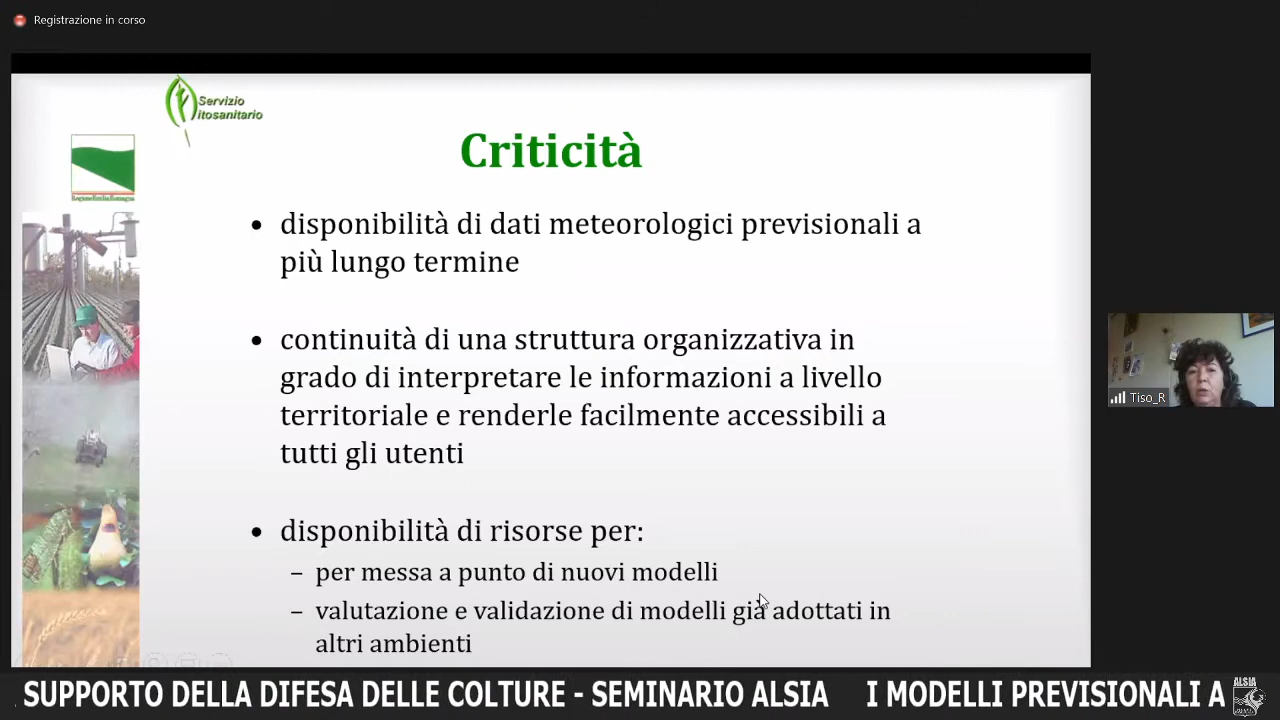 Registrazione in corso
Servizio
itosanitario
RegioneEmiliaRomagna
Criticità
• disponibilità di dati meteorologici previsionali a
più lungo termine
• continuità di una struttura organizzativa in
grado di interpretare le informazioni a livello
territoriale e renderle facilmente accessibili a
tutti gli utenti
• disponibilità di risorse per:
– per messa a punto di nuovi modelli
– valutazione e validazione di modelli già adottati in
altri ambienti
Tiso_R
SUPPORTO DELLA DIFESA DELLE COLTURE - SEMINARIO ALSIA I MODELLI PREVISIONALI A
ALSIA